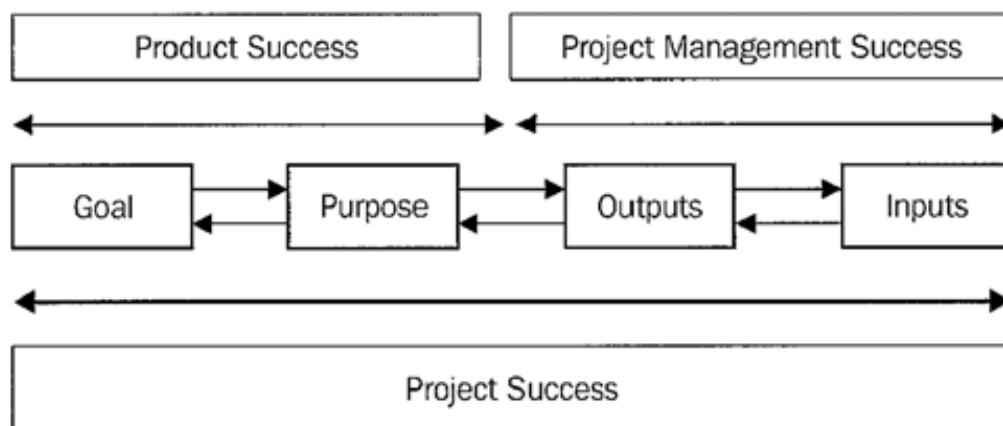 Product Success
Project Management Success
Goal
Purpose
Outputs
Inputs
Project Success